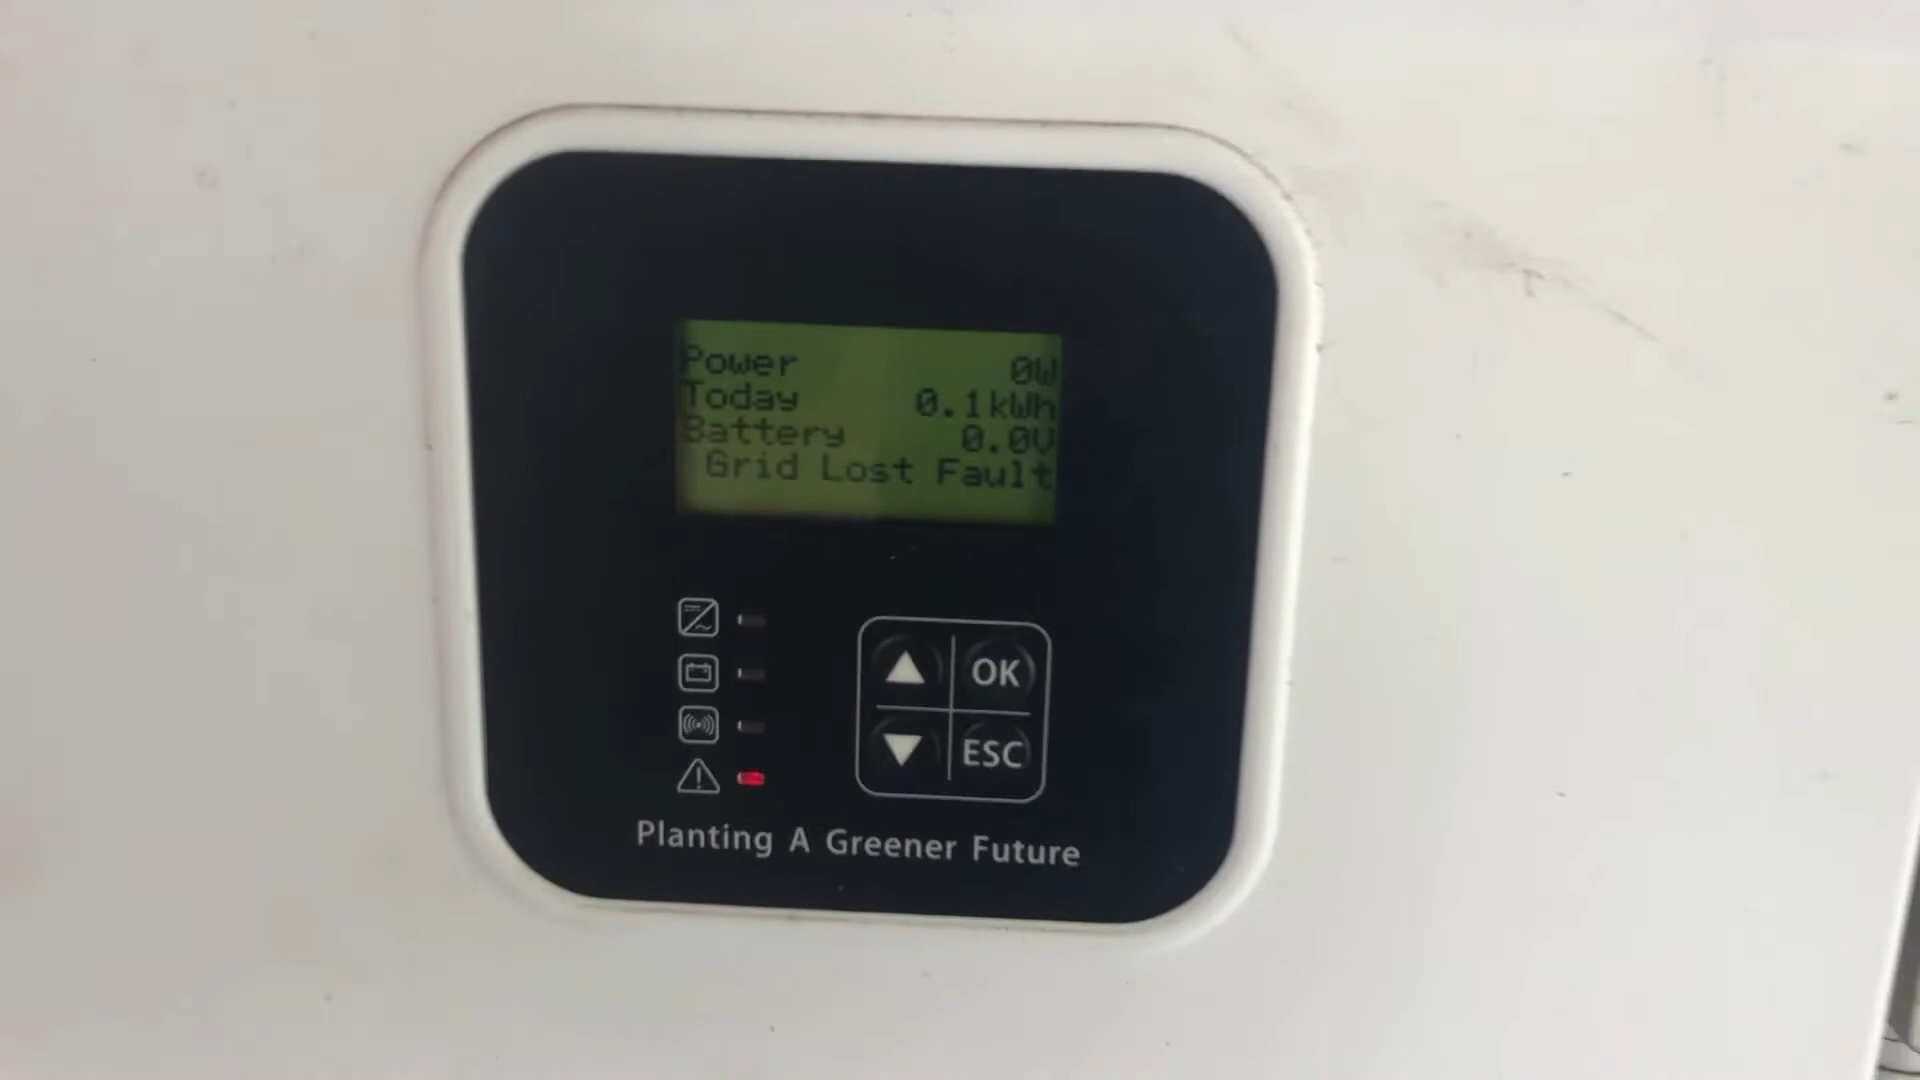 Power 0W
Today 0.1kWh
Battery 0.0V
Grid Lost Fault
OK
ESC
Planting A Greener Future